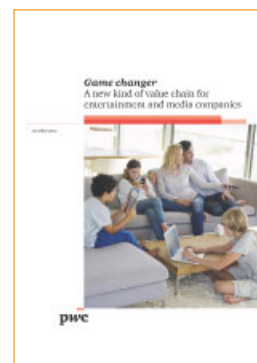 Game changer
A new kind of value chain for
entertainment and media companies
pwc